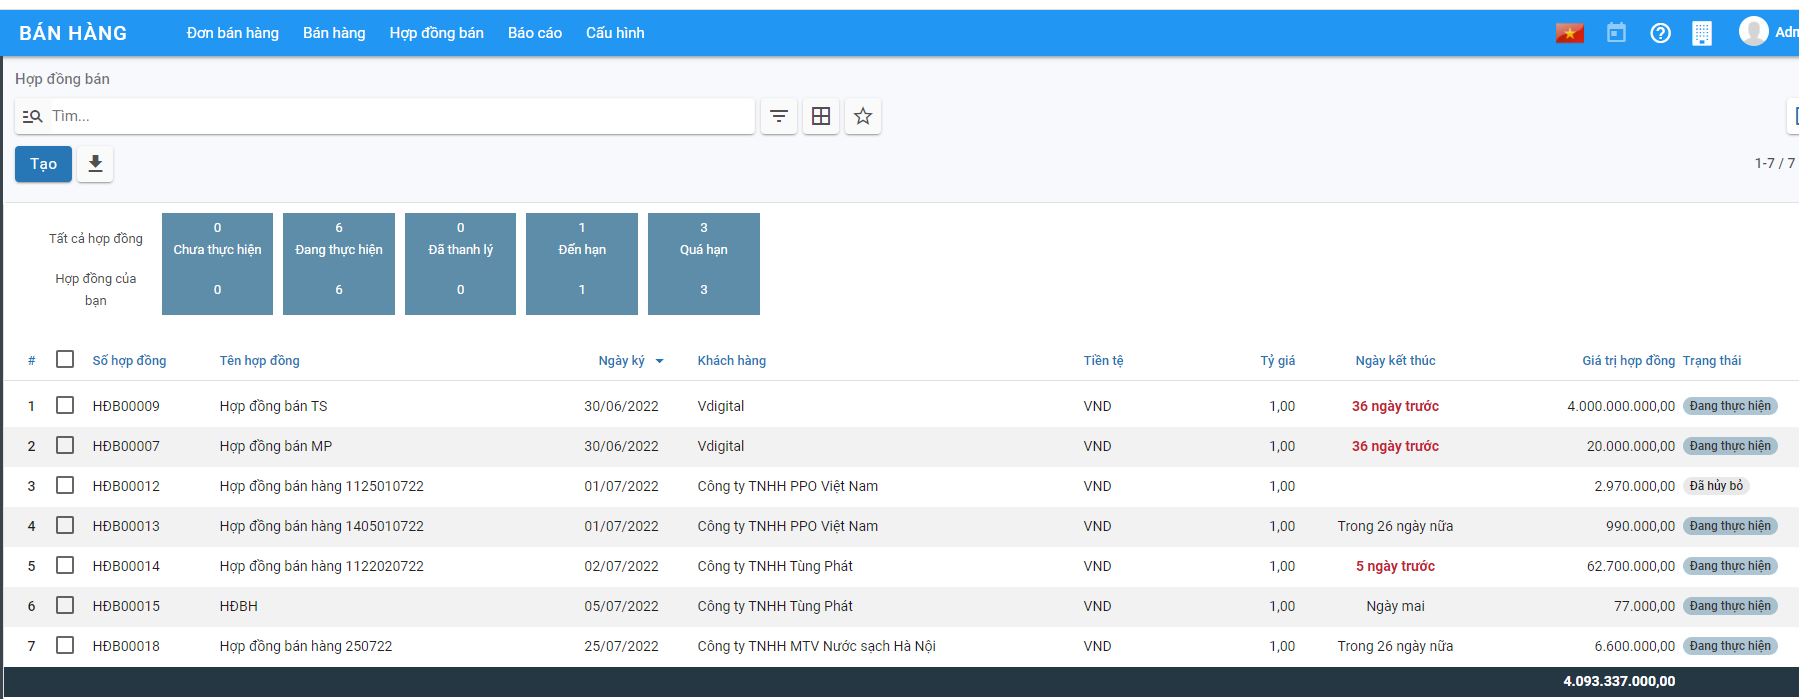 BÁN HÀNG Đơn bán hàng Bán hàng Hợp đồng bán Báo cáo Cấu hình
Hợp đồng bán
Tìm...
Tạo
1-7 / 7
Tất cả hợp đồng 0 6 0 1 3
Chưa thực hiện Đang thực hiện Đã thanh lý Đến hạn Quá hạn
Hợp đồng của bạn 0 6 0 1 3
# Số hợp đồng Tên hợp đồng Ngày ký Khách hàng Tiền tệ Tỷ giá Ngày kết thúc Giá trị hợp đồng Trạng thái
1 HĐB00009 Hợp đồng bán TS 30/06/2022 Vdigital VND 1,00 36 ngày trước 4.000.000.000,00 Đang thực hiện
2 HĐB00007 Hợp đồng bán MP 30/06/2022 Vdigital VND 1,00 36 ngày trước 20.000.000,00 Đang thực hiện
3 HĐB00012 Hợp đồng bán hàng 1125010722 01/07/2022 Công ty TNHH PPO Việt Nam VND 1,00 2.970.000,00 Đã hủy bỏ
4 HĐB00013 Hợp đồng bán hàng 1405010722 01/07/2022 Công ty TNHH PPO Việt Nam VND 1,00 Trong 26 ngày nữa 990.000,00 Đang thực hiện
5 HĐB00014 Hợp đồng bán hàng 1122020722 02/07/2022 Công ty TNHH Tùng Phát VND 1,00 5 ngày trước 62.700.000,00 Đang thực hiện
6 HĐB00015 HĐBH 05/07/2022 Công ty TNHH Tùng Phát VND 1,00 Ngày mai 77.000,00 Đang thực hiện
7 HĐB00018 Hợp đồng bán hàng 250722 25/07/2022 Công ty TNHH MTV Nước sạch Hà Nội VND 1,00 Trong 26 ngày nữa 6.600.000,00 Đang thực hiện
4.093.337.000,00